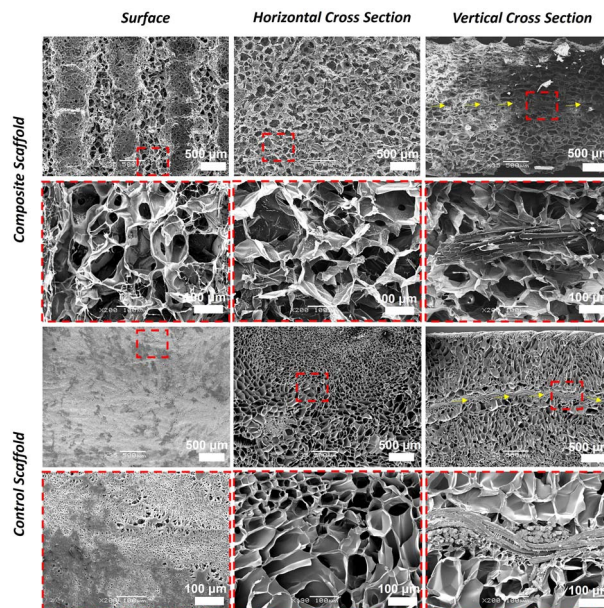 Surface Horizontal Cross Section Vertical Cross Section
Composite Scaffold
500 µm 500 µm 500 µm
100 µm 100 µm 100 µm
Control Scaffold
500 µm 500 µm 500 µm
100 µm 100 µm 100 µm